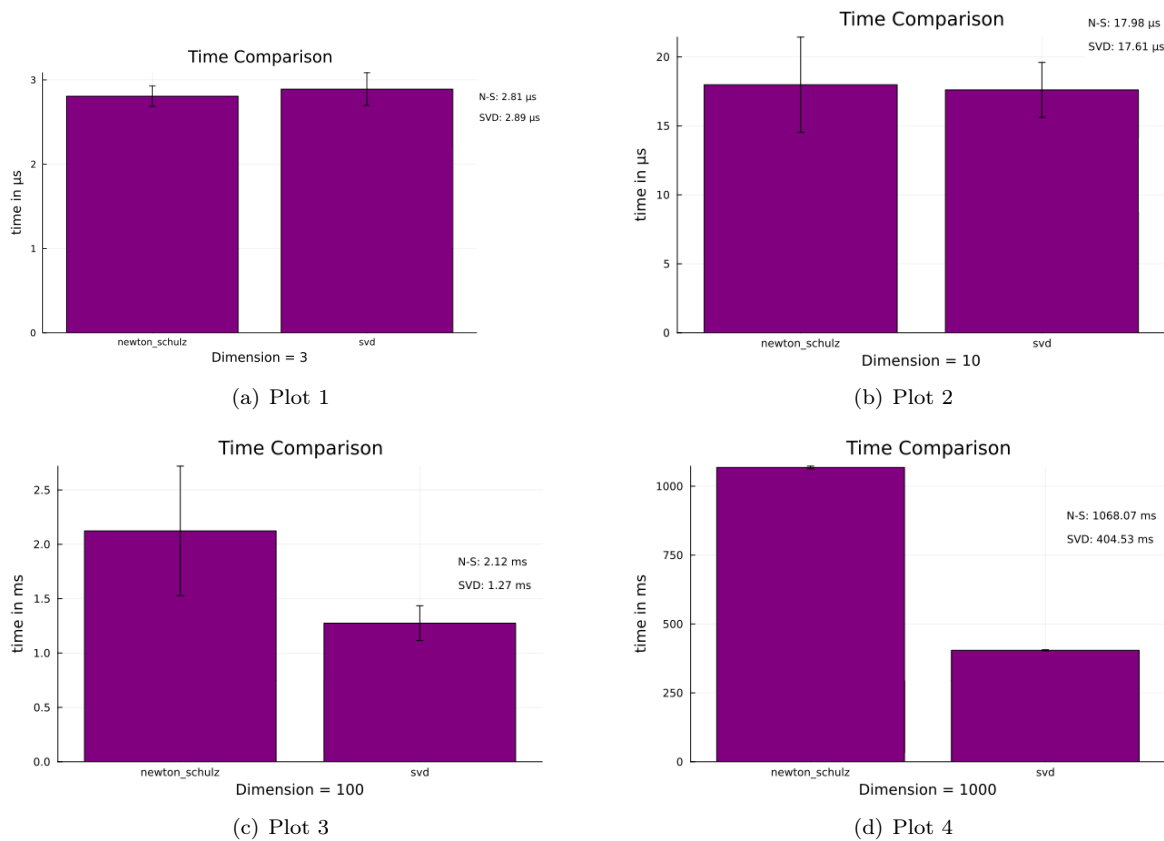 Time Comparison
3
2
1
0
time in µs
N-S: 2.81 µs
SVD: 2.89 µs
newton_schulz
svd
Dimension = 3
(a) Plot 1
Time Comparison
N-S: 17.98 µs
SVD: 17.61 µs
20
15
10
5
0
time in µs
newton_schulz
svd
Dimension = 10
(b) Plot 2
Time Comparison
2.5
2.0
1.5
1.0
0.5
0.0
time in ms
N-S: 2.12 ms
SVD: 1.27 ms
newton_schulz
svd
Dimension = 100
(c) Plot 3
Time Comparison
1000
750
500
250
0
time in ms
N-S: 1068.07 ms
SVD: 404.53 ms
newton_schulz
svd
Dimension = 1000
(d) Plot 4